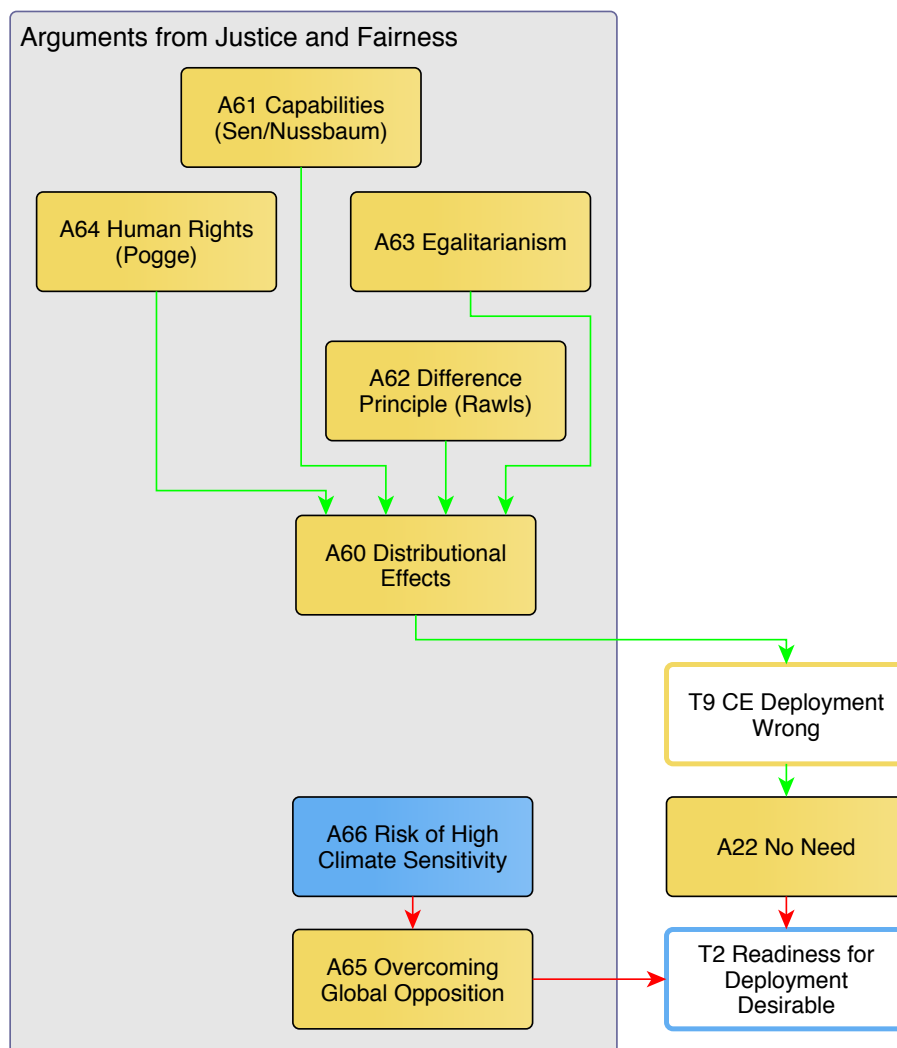 Arguments from Justice and Fairness
A61 Capabilities
(Sen/Nussbaum)
A64 Human Rights
(Pogge)
A63 Egalitarianism
A62 Difference
Principle (Rawls)
A60 Distributional
Effects
T9 CE Deployment
Wrong
A66 Risk of High
Climate Sensitivity
A22 No Need
A65 Overcoming
Global Opposition
T2 Readiness for
Deployment
Desirable